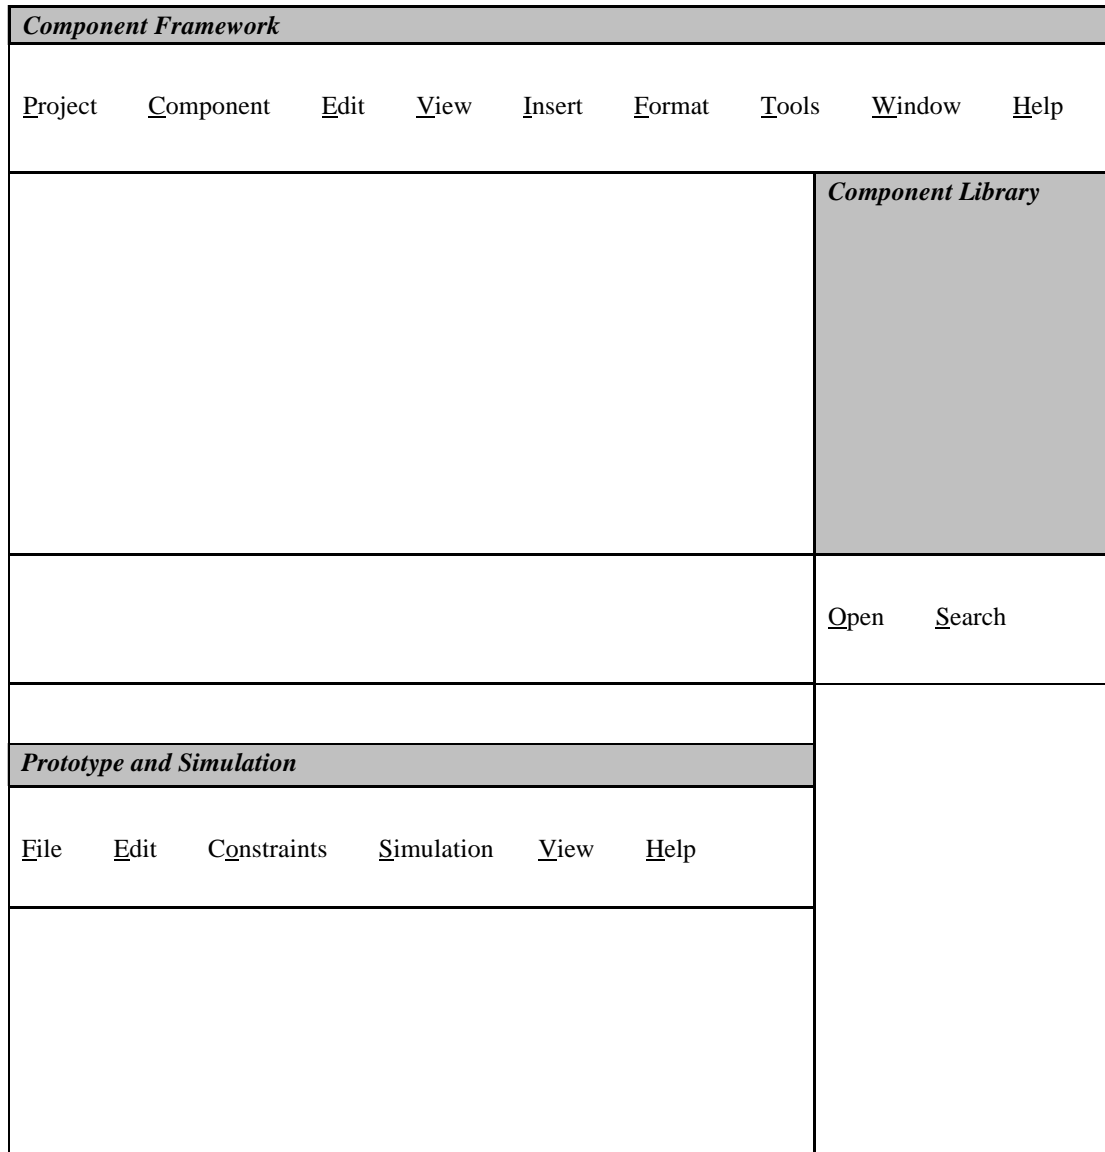 Component Framework
Project Component Edit View Insert Format Tools Window Help
Component Library
Open Search
Prototype and Simulation
File Edit Constraints Simulation View Help